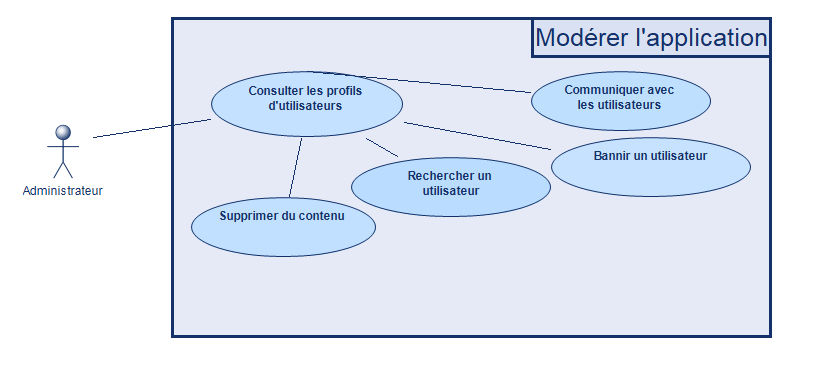 Modérer l'application
Consulter les profils
d'utilisateurs
Communiquer avec
les utilisateurs
Bannir un utilisateur
Rechercher un
utilisateur
Administrateur
Supprimer du contenu